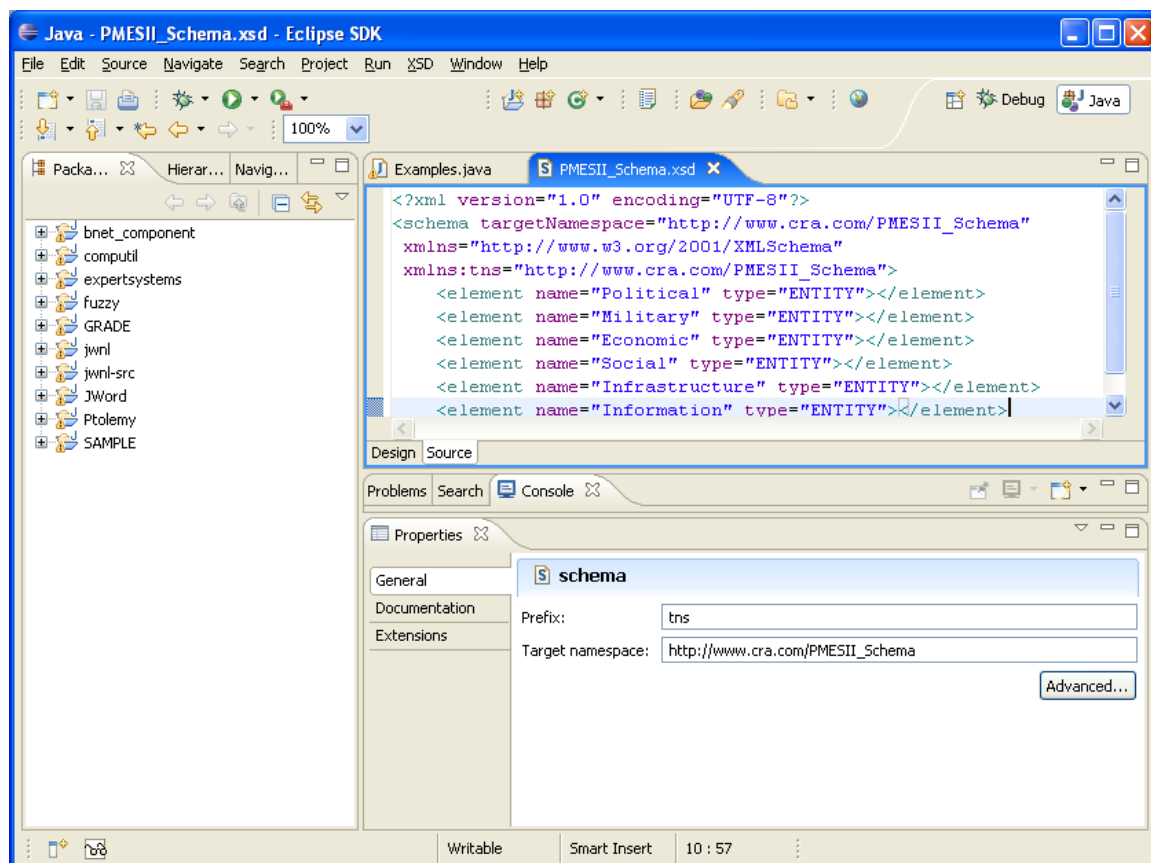 Java - PMESII_Schema.xsd - Eclipse SDK
File Edit Source Navigate Search Project Run XSD Window Help
Debug Java
100%
Packa... Hierar... Navig...
bnet_component
computil
expertsystems
fuzzy
GRADE
jwnl
jwnl-src
JWord
Ptolemy
SAMPLE
Examples.java PMESII_Schema.xsd
<?xml version="1.0" encoding="UTF-8"?>
<schema targetNamespace="http://www.cra.com/PMESII_Schema"
xmlns="http://www.w3.org/2001/XMLSchema"
xmlns:tns="http://www.cra.com/PMESII_Schema">
<element name="Political" type="ENTITY"></element>
<element name="Military" type="ENTITY"></element>
<element name="Economic" type="ENTITY"></element>
<element name="Social" type="ENTITY"></element>
<element name="Infrastructure" type="ENTITY"></element>
<element name="Information" type="ENTITY"></element>
Design Source
Problems Search Console
Properties
General
Documentation
Extensions
schema
Prefix: tns
Target namespace: http://www.cra.com/PMESII_Schema
Advanced...
Writable Smart Insert 10 : 57